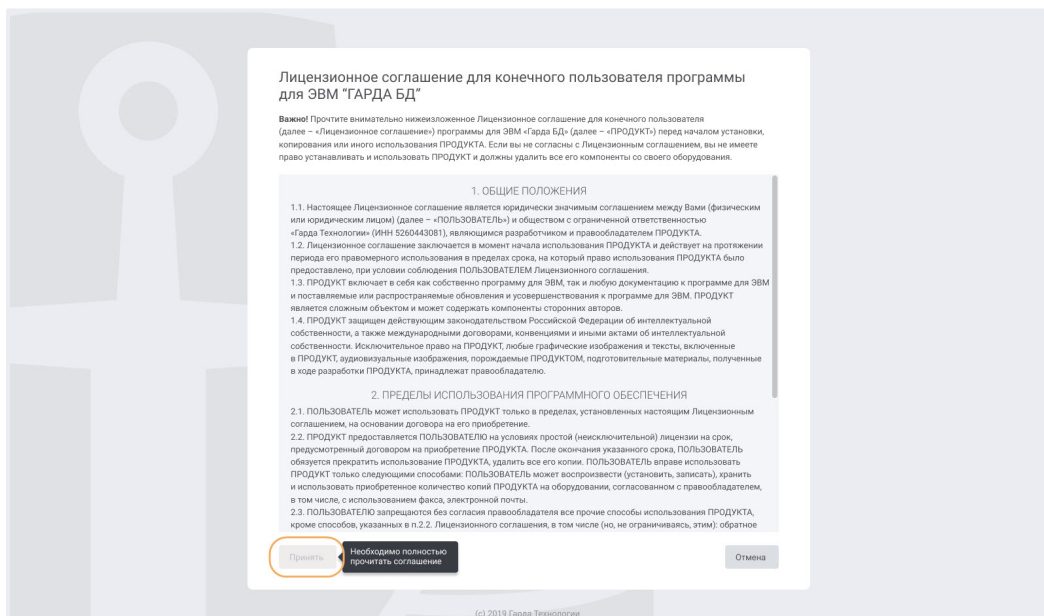 Лицензионное соглашение для конечного пользователя программы
для ЭВМ "ГАРДА БД"
Важно! Прочтите внимательно нижеизложенное Лицензионное соглашение для конечного пользователя
(далее – «Лицензионное соглашение») программы для ЭВМ «Гарда БД» (далее – «ПРОДУКТ») перед началом установки,
копирования или иного использования ПРОДУКТА. Если вы не согласны с Лицензионным соглашением, вы не имеете
право устанавливать и использовать ПРОДУКТ и должны удалить все его компоненты со своего оборудования.
1. ОБЩИЕ ПОЛОЖЕНИЯ
1.1. Настоящее Лицензионное соглашение является юридически значимым соглашением между Вами (физическим
или юридическим лицом) (далее – «ПОЛЬЗОВАТЕЛЬ») и обществом с ограниченной ответственностью
«Гарда Технологии» (ИНН 5260443081), являющимся разработчиком и правообладателем ПРОДУКТА.
1.2. Лицензионное соглашение заключается в момент начала использования ПРОДУКТА и действует на протяжении
периода его правомерного использования в пределах срока, на который право использования ПРОДУКТА было
предоставлено, при условии соблюдения ПОЛЬЗОВАТЕЛЕМ Лицензионного соглашения.
1.3. ПРОДУКТ включает в себя как собственно программу для ЭВМ, так и любую документацию к программе для ЭВМ
и поставляемые или распространяемые обновления и усовершенствования к программе для ЭВМ. ПРОДУКТ
является сложным объектом и может содержать компоненты сторонних авторов.
1.4. ПРОДУКТ защищен действующим законодательством Российской Федерации об интеллектуальной
собственности, а также международными договорами, конвенциями и иными актами об интеллектуальной
собственности. Исключительное право на ПРОДУКТ, любые графические изображения и тексты, включенные
в ПРОДУКТ, аудиовизуальные изображения, порождаемые ПРОДУКТОМ, подготовительные материалы, полученные
в ходе разработки ПРОДУКТА, принадлежат правообладателю.
2. ПРЕДЕЛЫ ИСПОЛЬЗОВАНИЯ ПРОГРАММНОГО ОБЕСПЕЧЕНИЯ
2.1. ПОЛЬЗОВАТЕЛЬ может использовать ПРОДУКТ только в пределах, установленных настоящим Лицензионным
соглашением, на основании договора на его приобретение.
2.2. ПРОДУКТ предоставляется ПОЛЬЗОВАТЕЛЮ на условиях простой (неисключительной) лицензии на срок,
предусмотренный договором на приобретение ПРОДУКТА. После окончания указанного срока, ПОЛЬЗОВАТЕЛЬ
обязуется прекратить использование ПРОДУКТА, удалить все его копии. ПОЛЬЗОВАТЕЛЬ вправе использовать
ПРОДУКТ только следующими способами: ПОЛЬЗОВАТЕЛЬ может воспроизвести (установить, записать), хранить
и использовать приобретенное количество копий ПРОДУКТА на оборудовании, согласованном с правообладателем,
в том числе, с использованием факса, электронной почты.
2.3. ПОЛЬЗОВАТЕЛЮ запрещаются без согласия правообладателя все прочие способы использования ПРОДУКТА,
кроме способов, указанных в п.2.2. Лицензионного соглашения, в том числе (но, не ограничиваясь, этим): обратное
Принять
Необходимо полностью
прочитать соглашение
Отмена
(c) 2019 Гарда Технологии